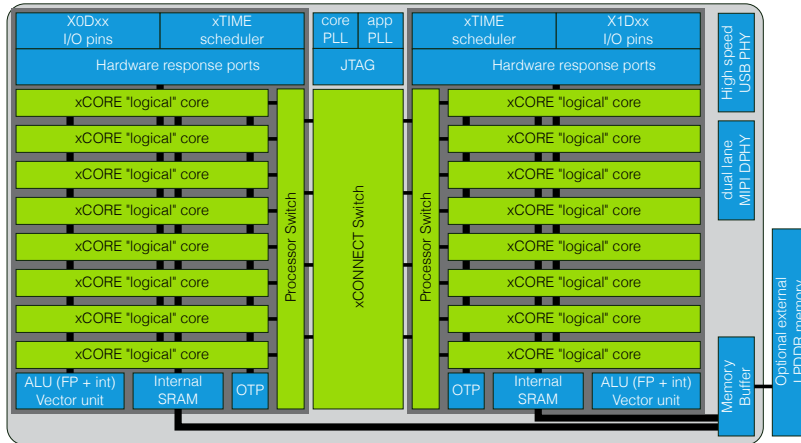 X0Dxx
I/O pins
xTIME
scheduler
core
PLL
app
PLL
xTIME
scheduler
X1Dxx
I/O pins
Hardware response ports
JTAG
Hardware response ports
High speed
USB PHY
dual lane
MIPI DPHY
xCORE "logical" core
xCORE "logical" core
xCORE "logical" core
xCORE "logical" core
xCORE "logical" core
xCORE "logical" core
xCORE "logical" core
xCORE "logical" core
Processor Switch
xCONNECT Switch
Processor Switch
xCORE "logical" core
xCORE "logical" core
xCORE "logical" core
xCORE "logical" core
xCORE "logical" core
xCORE "logical" core
xCORE "logical" core
xCORE "logical" core
ALU (FP + int)
Vector unit
Internal
SRAM
OTP
OTP
Internal
SRAM
ALU (FP + int)
Vector unit
Memory
Buffer
Optional external
LPDDR memory